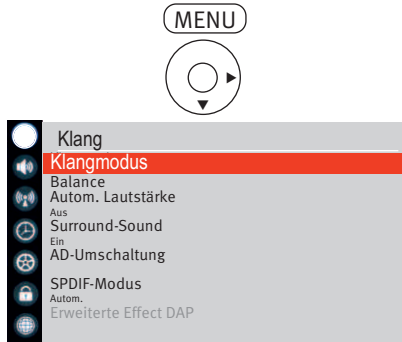 MENU
Klang
Klangmodus
Balance
Autom. Lautstärke
Aus
Surround-Sound
Ein
AD-Umschaltung
SPDIF-Modus
Autom.
Erweiterte Effect DAP